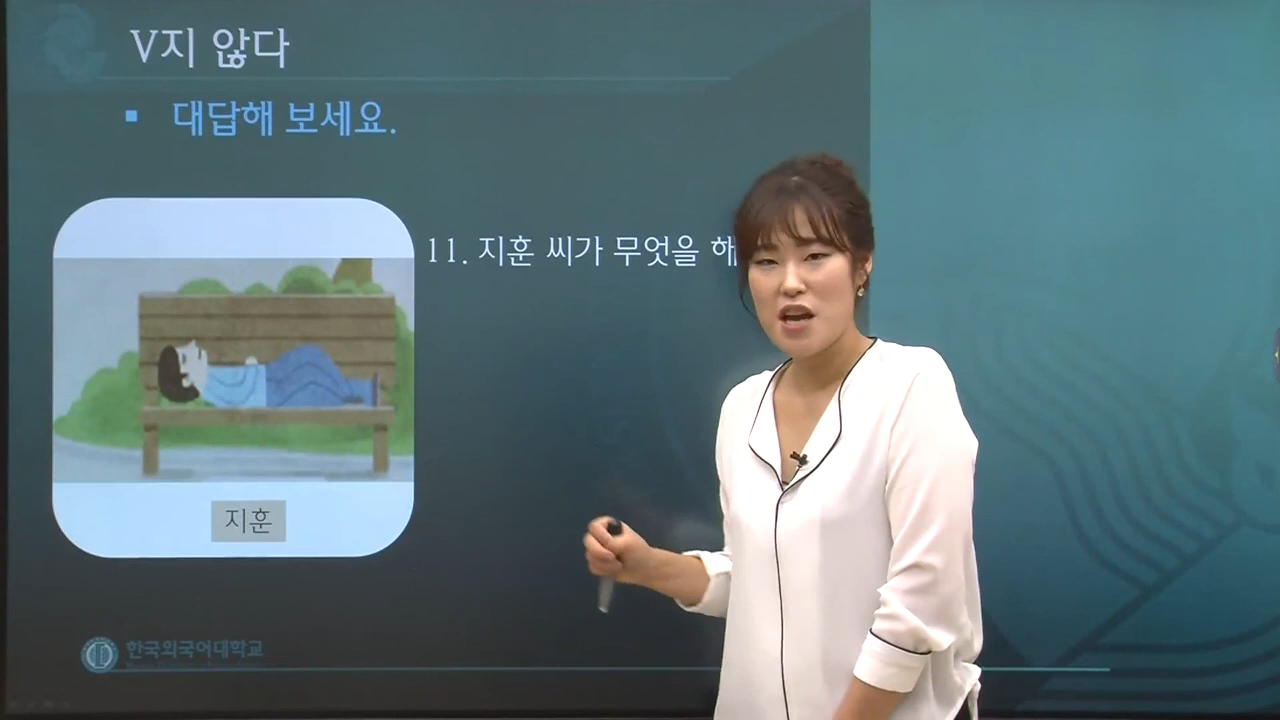 V지 않다
대답해 보세요.
11. 지훈 씨가 무엇을 해
지훈
한국외국어대학교